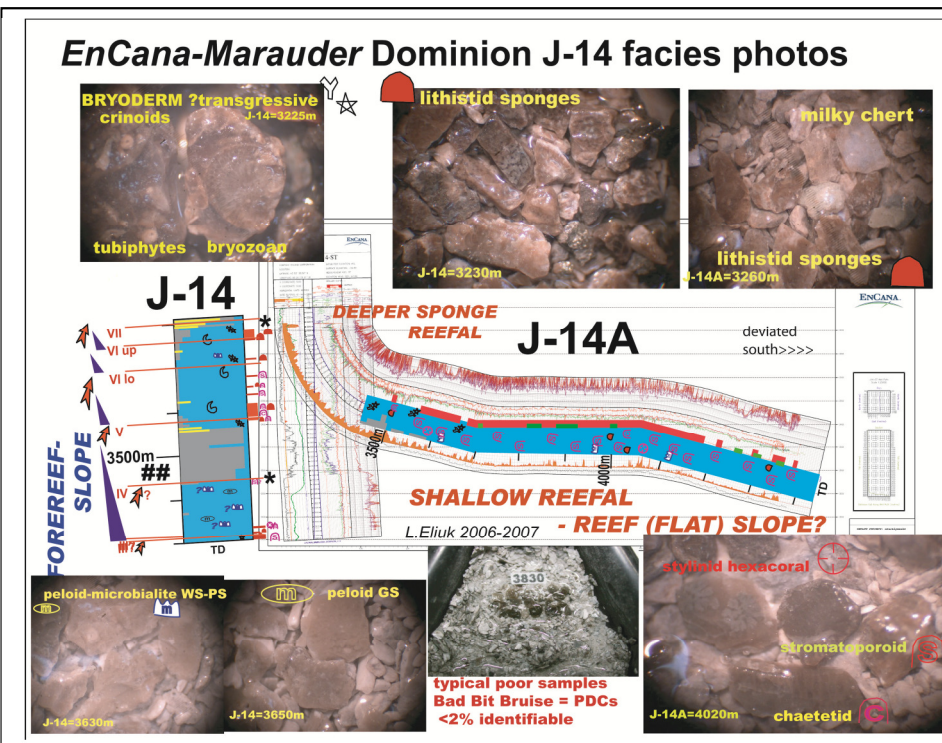 EnCana-Marauder Dominion J-14 facies photos
BRYODERM ?transgressive
crinoids
J-14=3225m
tubiphytes bryozoan
lithistid sponges
J-14=3230m
milky chert
lithistid sponges
J-14A=3260m
J-14
ENCANA
DEEPER SPONGE
REEFAL
J-14A
deviated
south>>>>
ENCANA
VII
VI up
VI lo
V
3500m
##
IV
?
*
*
FOREREEF-
SLOPE
TD
3500m
4000m
TD
SHALLOW REEFAL
- REEF (FLAT) SLOPE?
L.Eliuk 2006-2007
peloid-microbialite WS-PS
m
m
J-14=3630m
m
peloid GS
J-14=3650m
3830
typical poor samples
Bad Bit Bruise = PDCs
<2% identifiable
stylinid hexacoral
stromatoporoid
S
J-14A=4020m
chaetetid
C